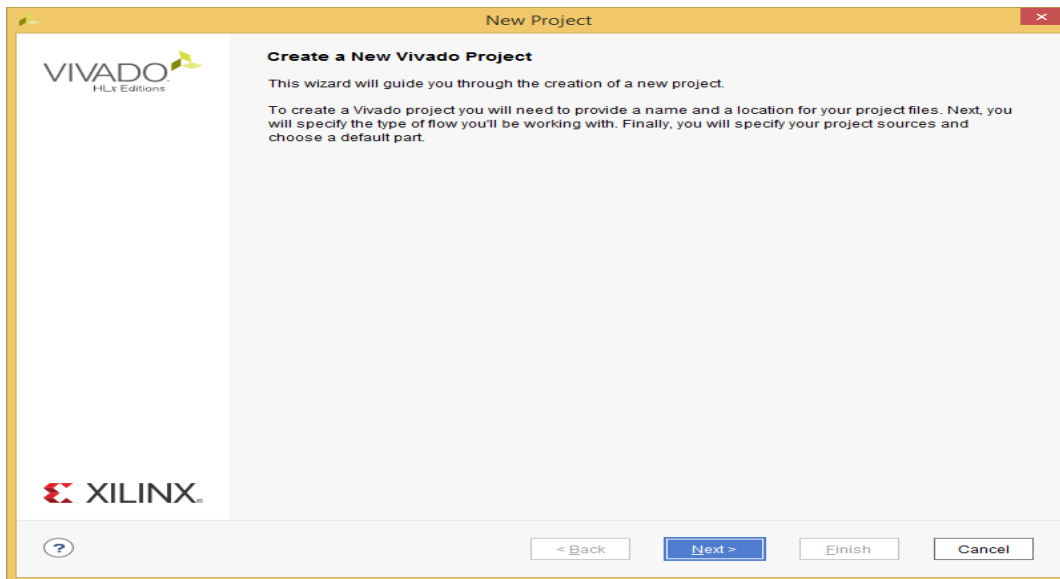 New Project
VIVADO.
HLx Editions
Create a New Vivado Project
This wizard will guide you through the creation of a new project.
To create a Vivado project you will need to provide a name and a location for your project files. Next, you
will specify the type of flow you'll be working with. Finally, you will specify your project sources and
choose a default part.
XILINX®
?
< Back
Next >
Finish
Cancel